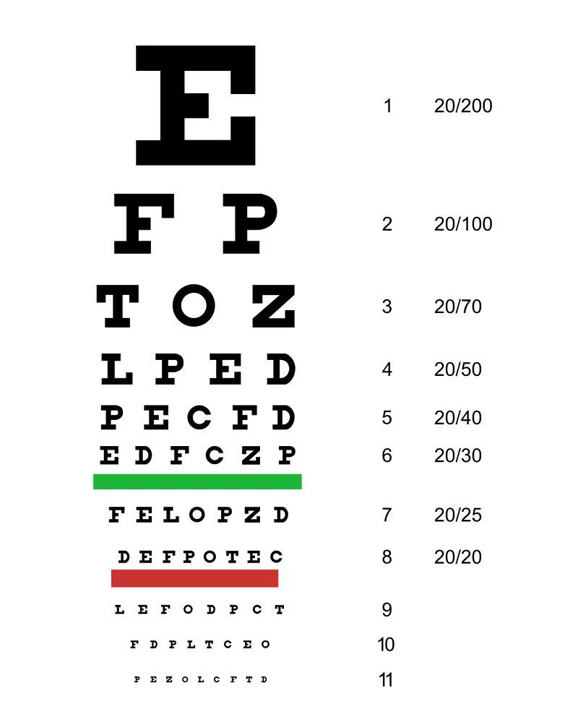 E 1 20/200
F P 2 20/100
T O Z 3 20/70
L P E D 4 20/50
P E C F D 5 20/40
E D F C Z P 6 20/30
F E L O P Z D 7 20/25
D E F P O T E C 8 20/20
L E F O D P C T 9
F D P L T C E O 10
P E Z O L C F T D 11